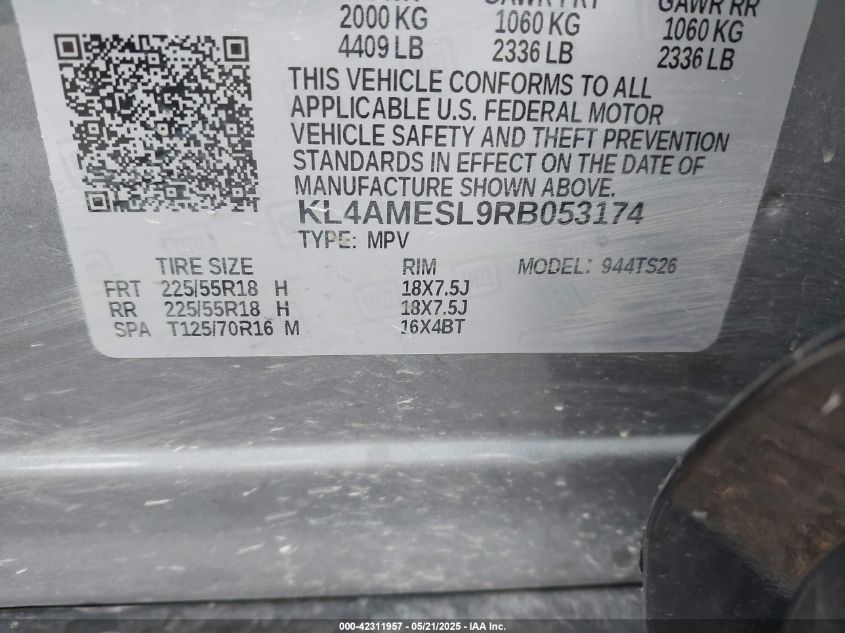 GAWR RR
2000 KG 1060 KG 1060 KG
4409 LB 2336 LB 2336 LB
THIS VEHICLE CONFORMS TO ALL
APPLICABLE U.S. FEDERAL MOTOR
VEHICLE SAFETY AND THEFT PREVENTION
STANDARDS IN EFFECT ON THE DATE OF
MANUFACTURE SHOWN ABOVE.
KL4AMESL9RB053174
TYPE: MPV
TIRE SIZE RIM MODEL: 944TS26
FRT 225/55R18 H 18X7.5J
RR 225/55R18 H 18X7.5J
SPA T125/70R16 M 16X4BT
000-42311957 - 05/21/2025 - IAA Inc.